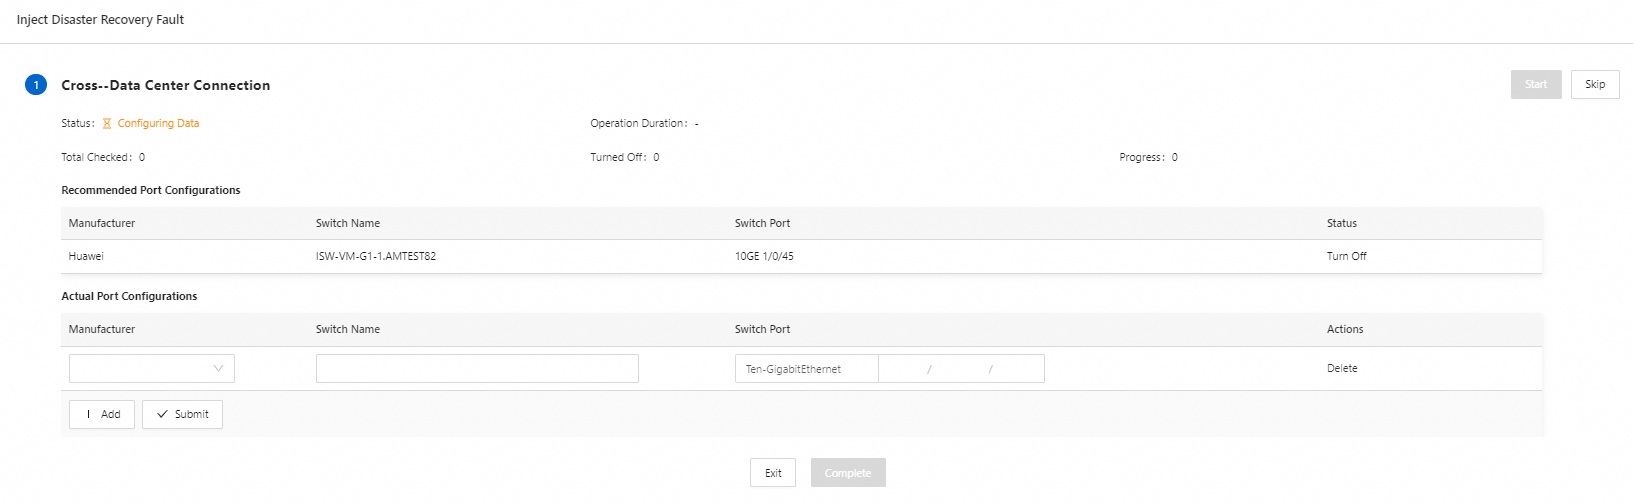 Inject Disaster Recovery Fault
1 Cross--Data Center Connection Start Skip
Status: Configuring Data Operation Duration: -
Total Checked: 0 Turned Off: 0 Progress: 0
Recommended Port Configurations
Manufacturer Switch Name Switch Port Status
Huawei ISW-VM-G1-1.AMTEST82 10GE 1/0/45 Turn Off
Actual Port Configurations
Manufacturer Switch Name Switch Port Actions
Ten-GigabitEthernet / / Delete
Add Submit
Exit Complete